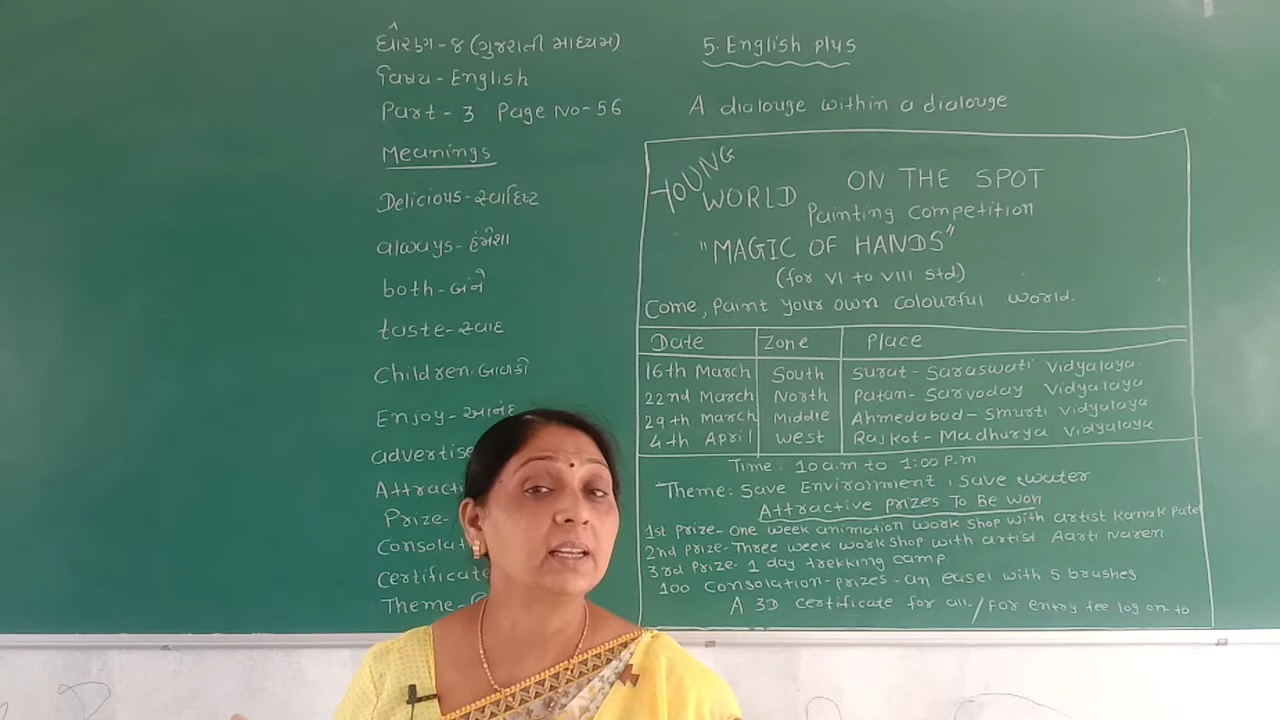 ધોરણ-૪ (ગુજરાતી માધ્યમ)
વિષય- English
Part - 3 Page No-56
Meanings
Delicious - સ્વાદિષ્ટ
always - હંમેશા
both - બંને
taste - સ્વાદ
Children - બાળકો
Enjoy - આનંદ
advertise
Attracti
Prize-
Consolat
Certificate
Theme -
5. English plus
A dialouge within a dialouge
YOUNG
WORLD
ON THE SPOT
Painting Competition
"MAGIC OF HANDS"
(for VI to VIII Std)
Come, Paint your own colourful world.
Date Zone Place
16th March South Surat - Saraswati Vidyalaya.
22nd March North Patan - Sarvoday Vidyalaya
29th March Middle Ahmedabad - Smurti Vidyalaya
4th April West Rajkot - Madhurya Vidyalaya
Time : 10 a.m to 1:00 P.m
Theme: Save Environment, Save water
Attractive prizes To Be won
1st prize - One week animation work shop with artist Kanak Patel
2nd prize - Three week work shop with artist Aarti Naren
3rd prize - 1 day trekking camp
100 Consolation - prizes - an easel with 5 brushes
A 3D certificate for all. / For entry fee log on to